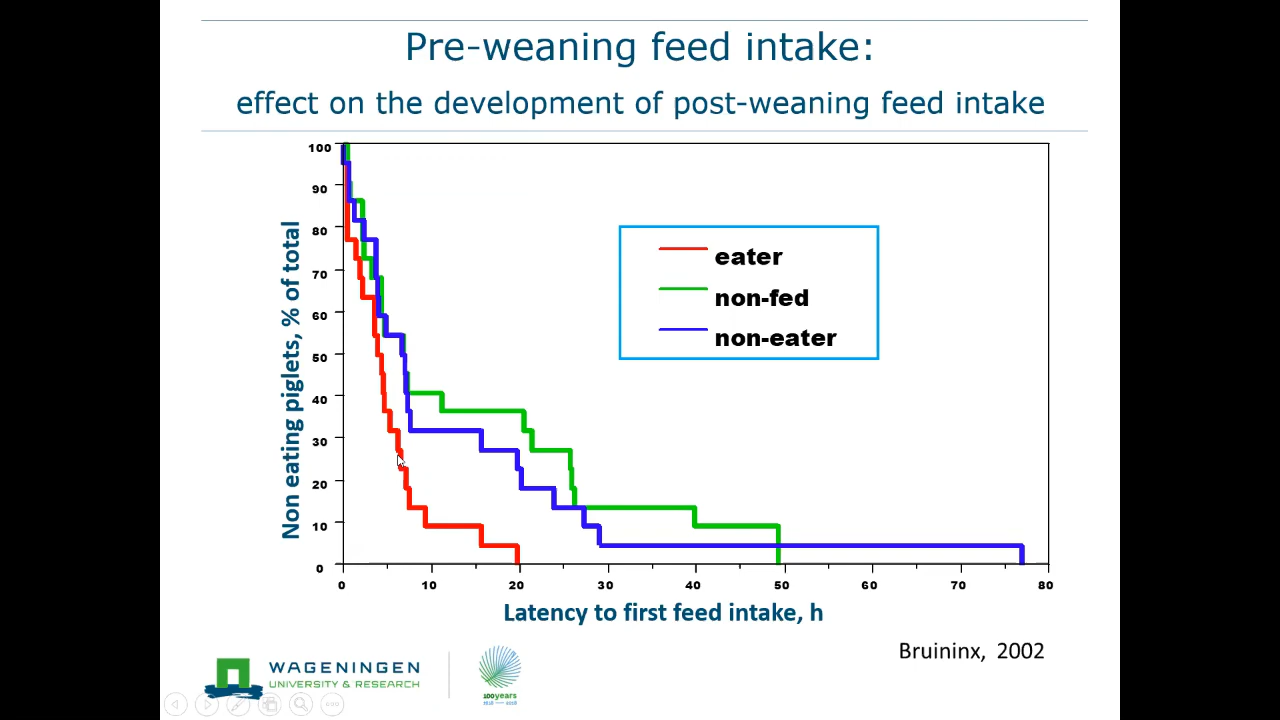 Pre-weaning feed intake:
effect on the development of post-weaning feed intake
Non eating piglets, % of total
100
90
80
70
60
50
40
30
20
10
0
eater
non-fed
non-eater
0 10 20 30 40 50 60 70 80
Latency to first feed intake, h
Bruininx, 2002
WAGENINGEN
UNIVERSITY & RESEARCH
100years